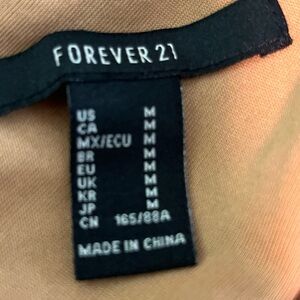 FOREVER 21
US M
CA M
MX/ECU M
BR M
EU M
UK M
KR M
JP M
CN 165/88A
MADE IN CHINA